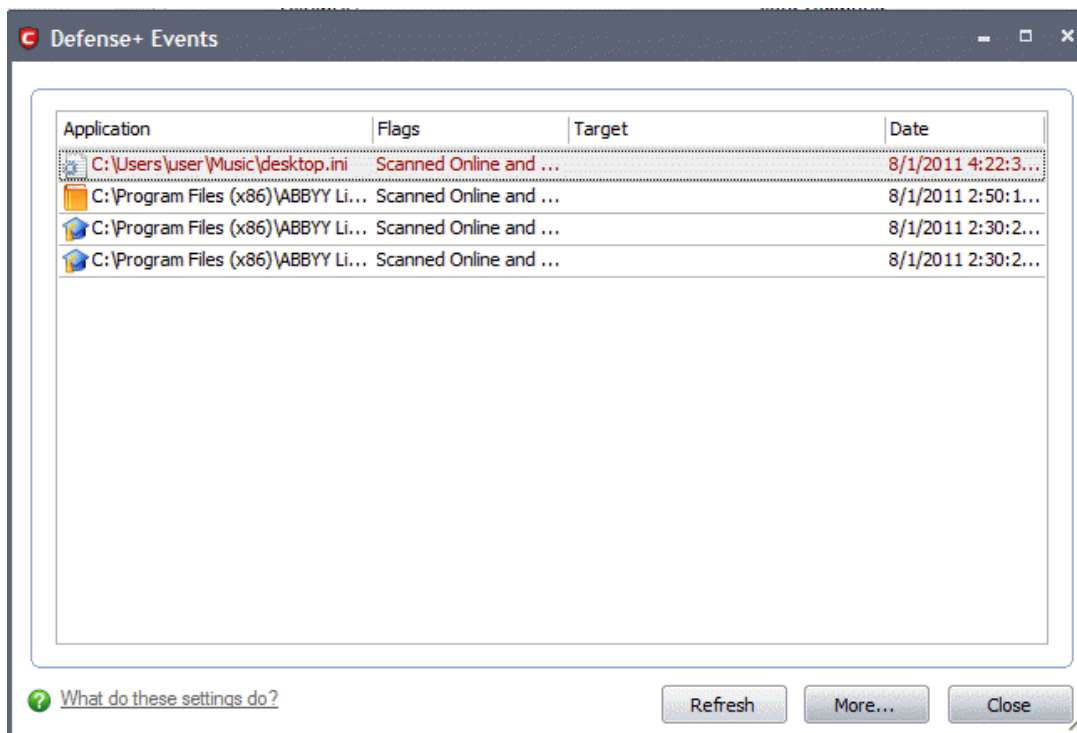 Defense+ Events
Application Flags Target Date
C:\Users\user\Music\desktop.ini Scanned Online and ... 8/1/2011 4:22:3...
C:\Program Files (x86)\ABBYY Li... Scanned Online and ... 8/1/2011 2:50:1...
C:\Program Files (x86)\ABBYY Li... Scanned Online and ... 8/1/2011 2:30:2...
C:\Program Files (x86)\ABBYY Li... Scanned Online and ... 8/1/2011 2:30:2...
What do these settings do? Refresh More... Close